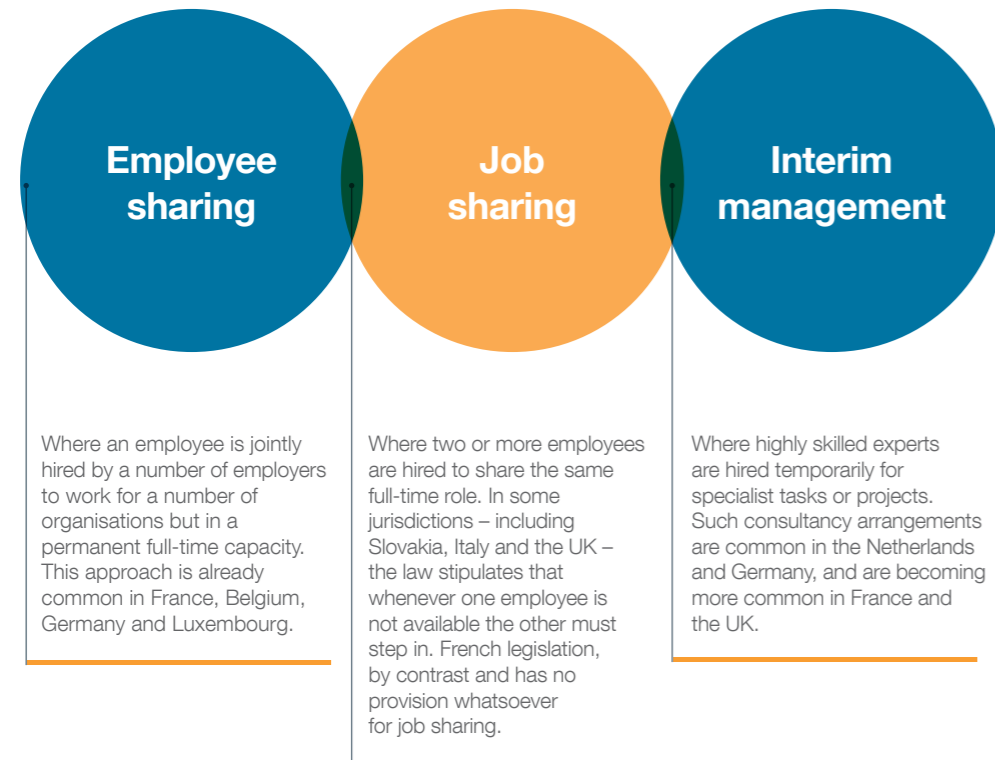 Employee
sharing
Job
sharing
Interim
management
Where an employee is jointly
hired by a number of employers
to work for a number of
organisations but in a
permanent full-time capacity.
This approach is already
common in France, Belgium,
Germany and Luxembourg.
Where two or more employees
are hired to share the same
full-time role. In some
jurisdictions – including
Slovakia, Italy and the UK –
the law stipulates that
whenever one employee is
not available the other must
step in. French legislation,
by contrast and has no
provision whatsoever
for job sharing.
Where highly skilled experts
are hired temporarily for
specialist tasks or projects.
Such consultancy arrangements
are common in the Netherlands
and Germany, and are becoming
more common in France and
the UK.